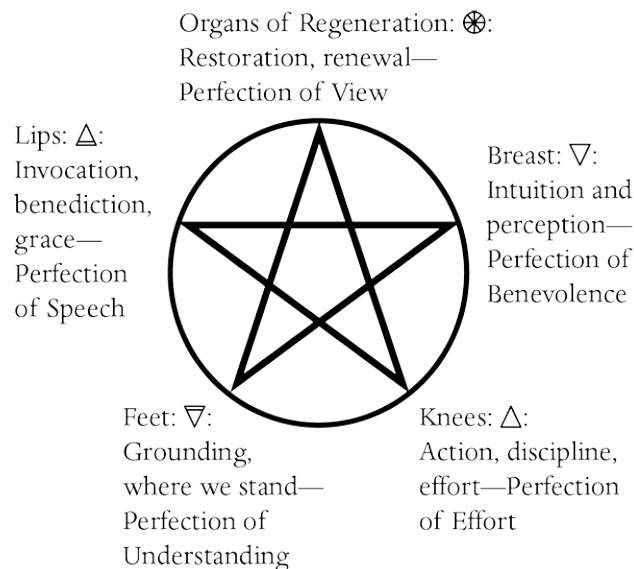 Organs of Regeneration: 🟕:
Restoration, renewal—
Perfection of View
Lips: 🜁:
Invocation,
benediction,
grace—
Perfection
of Speech
Breast: ▽:
Intuition and
perception—
Perfection of
Benevolence
Feet: 🜃:
Grounding,
where we stand—
Perfection of
Understanding
Knees: △:
Action, discipline,
effort—Perfection
of Effort